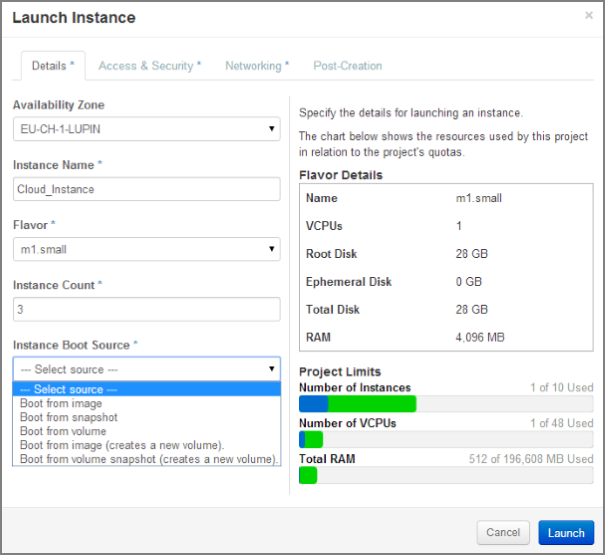 Launch Instance
×
Details *
Access & Security *
Networking *
Post-Creation
Availability Zone
EU-CH-1-LUPIN
Instance Name *
Cloud_Instance
Flavor *
m1.small
Instance Count *
3
Instance Boot Source *
--- Select source ---
--- Select source ---
Boot from image
Boot from snapshot
Boot from volume
Boot from image (creates a new volume).
Boot from volume snapshot (creates a new volume).
Specify the details for launching an instance.
The chart below shows the resources used by this project
in relation to the project's quotas.
Flavor Details
Name m1.small
VCPUs 1
Root Disk 28 GB
Ephemeral Disk 0 GB
Total Disk 28 GB
RAM 4,096 MB
Project Limits
Number of Instances 1 of 10 Used
Number of VCPUs 1 of 48 Used
Total RAM 512 of 196,608 MB Used
Cancel
Launch